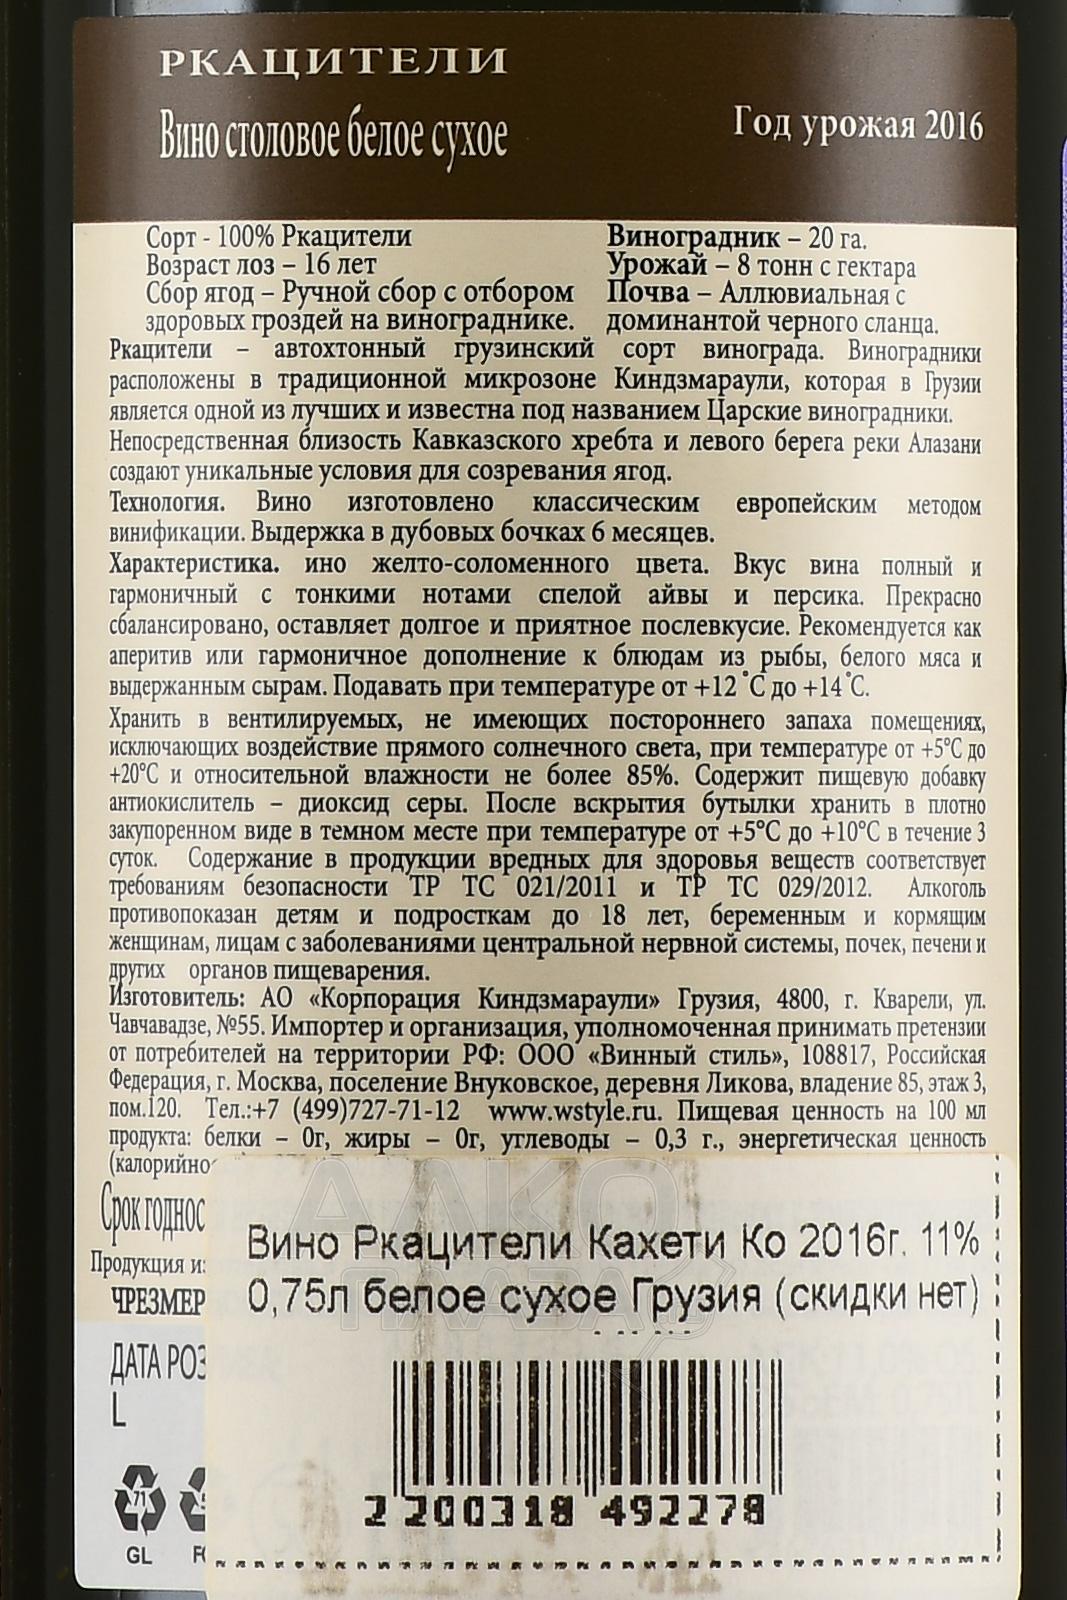 РКАЦИТЕЛИ
Вино столовое белое сухое
Год урожая 2016
Сорт - 100% Ркацители
Возраст лоз – 16 лет
Сбор ягод – Ручной сбор с отбором
здоровых гроздей на винограднике.
Виноградник – 20 га.
Урожай – 8 тонн с гектара
Почва – Аллювиальная с
доминантой черного сланца.
Ркацители – автохтонный грузинский сорт винограда. Виноградники
расположены в традиционной микрозоне Киндзмараули, которая в Грузии
является одной из лучших и известна под названием Царские виноградники.
Непосредственная близость Кавказского хребта и левого берега реки Алазани
создают уникальные условия для созревания ягод.
Технология. Вино изготовлено классическим европейским методом
винификации. Выдержка в дубовых бочках 6 месяцев.
Характеристика. ино желто-соломенного цвета. Вкус вина полный и
гармоничный с тонкими нотами спелой айвы и персика. Прекрасно
сбалансировано, оставляет долгое и приятное послевкусие. Рекомендуется как
аперитив или гармоничное дополнение к блюдам из рыбы, белого мяса и
выдержанным сырам. Подавать при температуре от +12˚С до +14˚С.
Хранить в вентилируемых, не имеющих постороннего запаха помещениях,
исключающих воздействие прямого солнечного света, при температуре от +5°С до
+20°С и относительной влажности не более 85%. Содержит пищевую добавку
антиокислитель – диоксид серы. После вскрытия бутылки хранить в плотно
закупоренном виде в темном месте при температуре от +5°С до +10°С в течение 3
суток. Содержание в продукции вредных для здоровья веществ соответствует
требованиям безопасности ТР ТС 021/2011 и ТР ТС 029/2012. Алкоголь
противопоказан детям и подросткам до 18 лет, беременным и кормящим
женщинам, лицам с заболеваниями центральной нервной системы, почек, печени и
других органов пищеварения.
Изготовитель: АО «Корпорация Киндзмараули» Грузия, 4800, г. Кварели, ул.
Чавчавадзе, №55. Импортер и организация, уполномоченная принимать претензии
от потребителей на территории РФ: ООО «Винный стиль», 108817, Российская
Федерация, г. Москва, поселение Внуковское, деревня Ликова, владение 85, этаж 3,
пом.120. Тел.:+7 (499)727-71-12 www.wstyle.ru. Пищевая ценность на 100 мл
продукта: белки – 0г, жиры – 0г, углеводы – 0,3 г., энергетическая ценность
(калорийнос
Срок годнос
Продукция из
ЧРЕЗМЕР
ДАТА РОЗ
L
71
GL
АЛКО
ПЛАЗА
Вино Ркацители Кахети Ко 2016г. 11%
0,75л белое сухое Грузия (скидки нет)
2 200318 492278